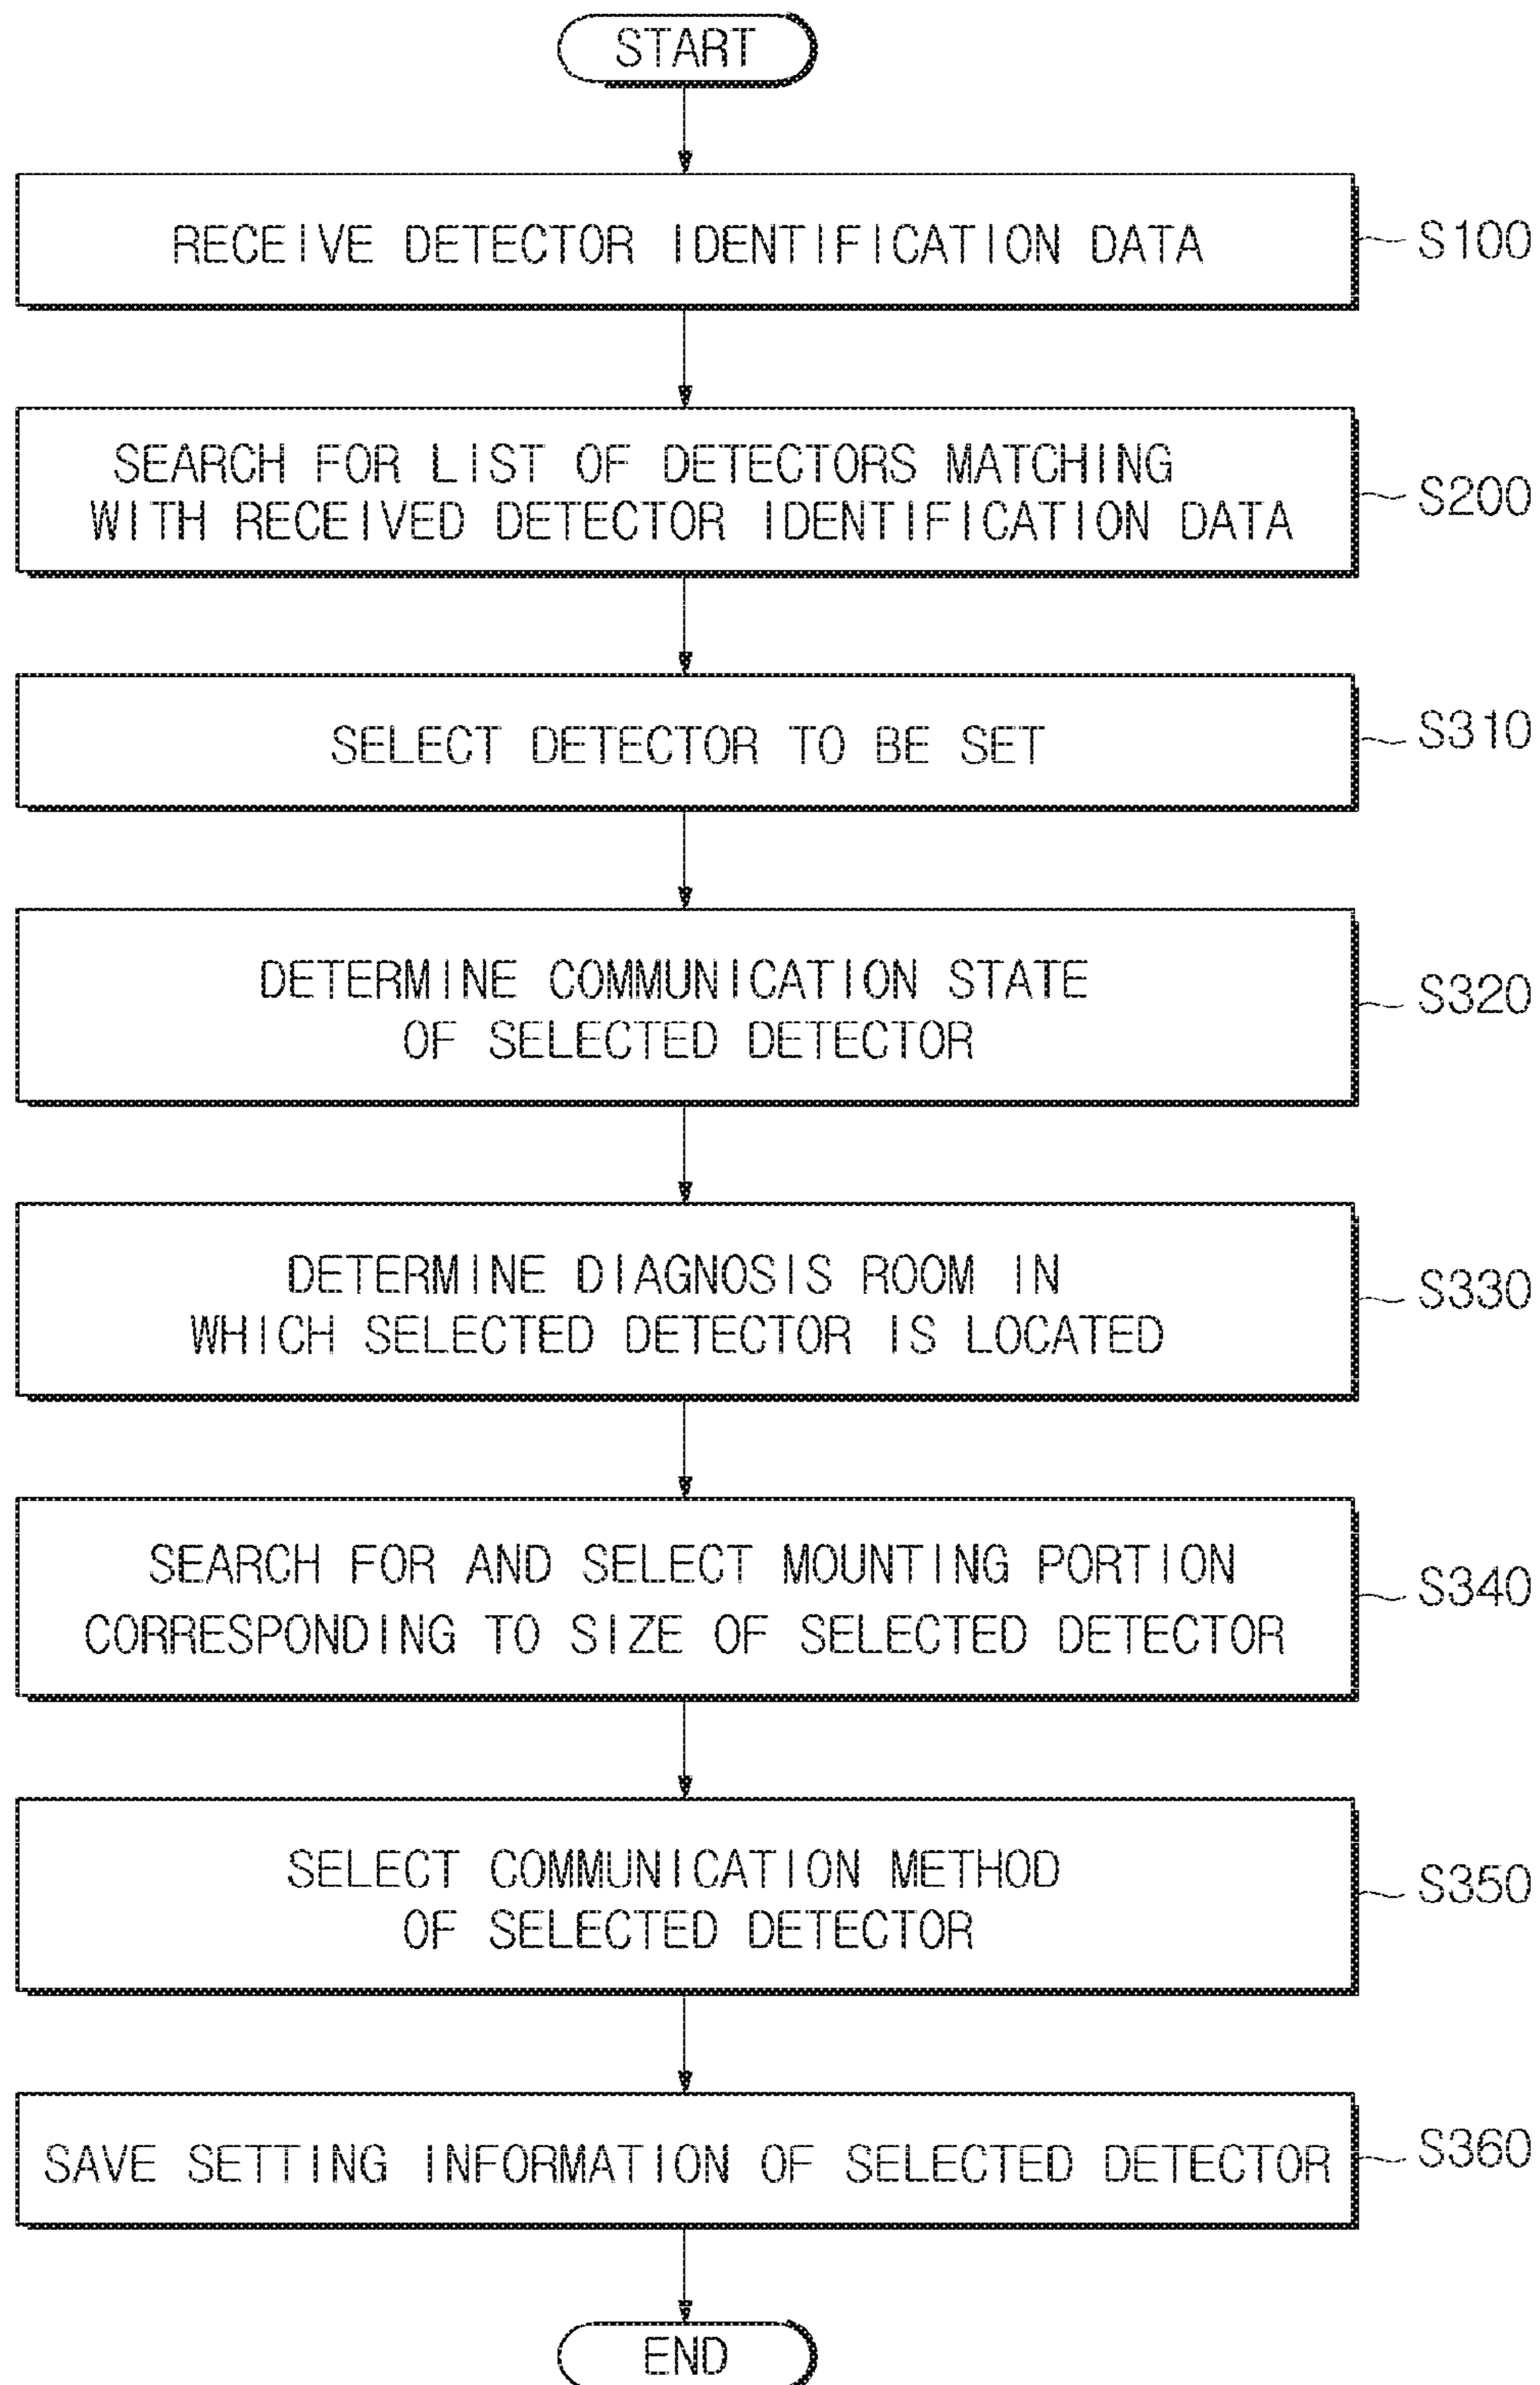 START
RECEIVE DETECTOR IDENTIFICATION DATA
S100
SEARCH FOR LIST OF DETECTORS MATCHING
WITH RECEIVED DETECTOR IDENTIFICATION DATA
S200
SELECT DETECTOR TO BE SET
S310
DETERMINE COMMUNICATION STATE
OF SELECTED DETECTOR
S320
DETERMINE DIAGNOSIS ROOM IN
WHICH SELECTED DETECTOR IS LOCATED
S330
SEARCH FOR AND SELECT MOUNTING PORTION
CORRESPONDING TO SIZE OF SELECTED DETECTOR
S340
SELECT COMMUNICATION METHOD
OF SELECTED DETECTOR
S350
SAVE SETTING INFORMATION OF SELECTED DETECTOR
S360
END